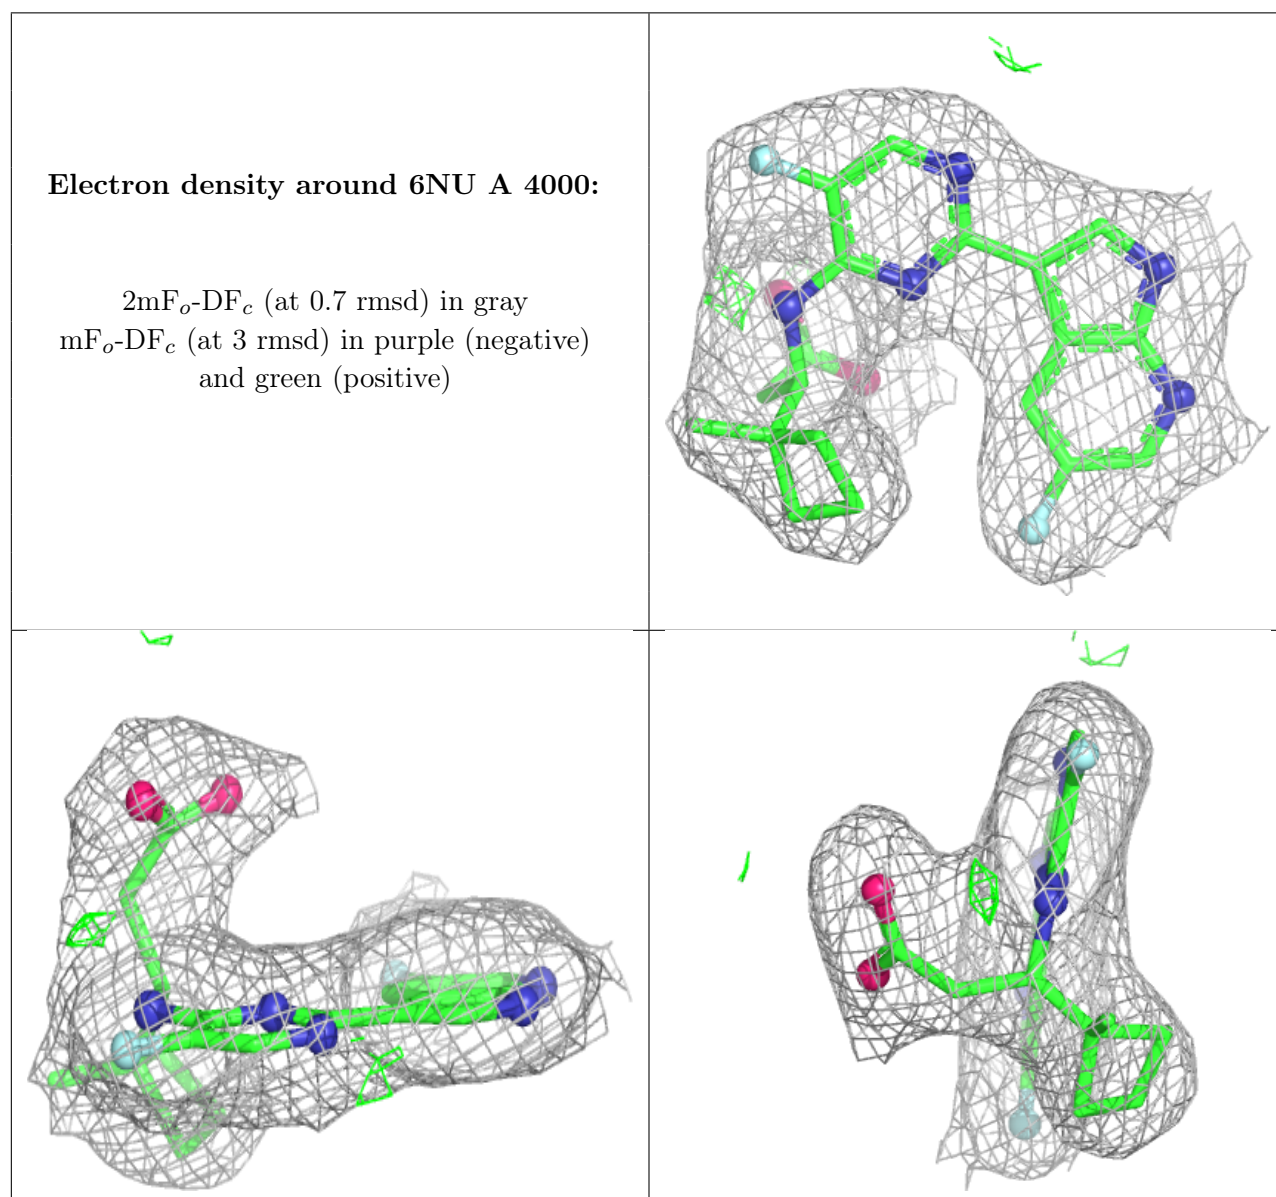 Electron density around 6NU A 4000:
2mFo-DFc (at 0.7 rmsd) in gray
mFo-DFc (at 3 rmsd) in purple (negative)
and green (positive)